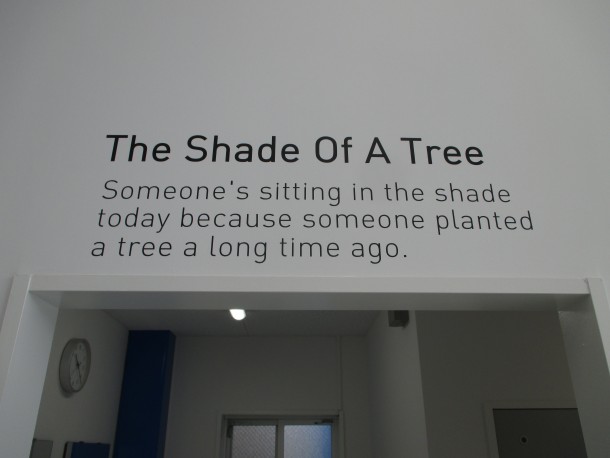 The Shade Of A Tree
Someone's sitting in the shade
today because someone planted
a tree a long time ago.